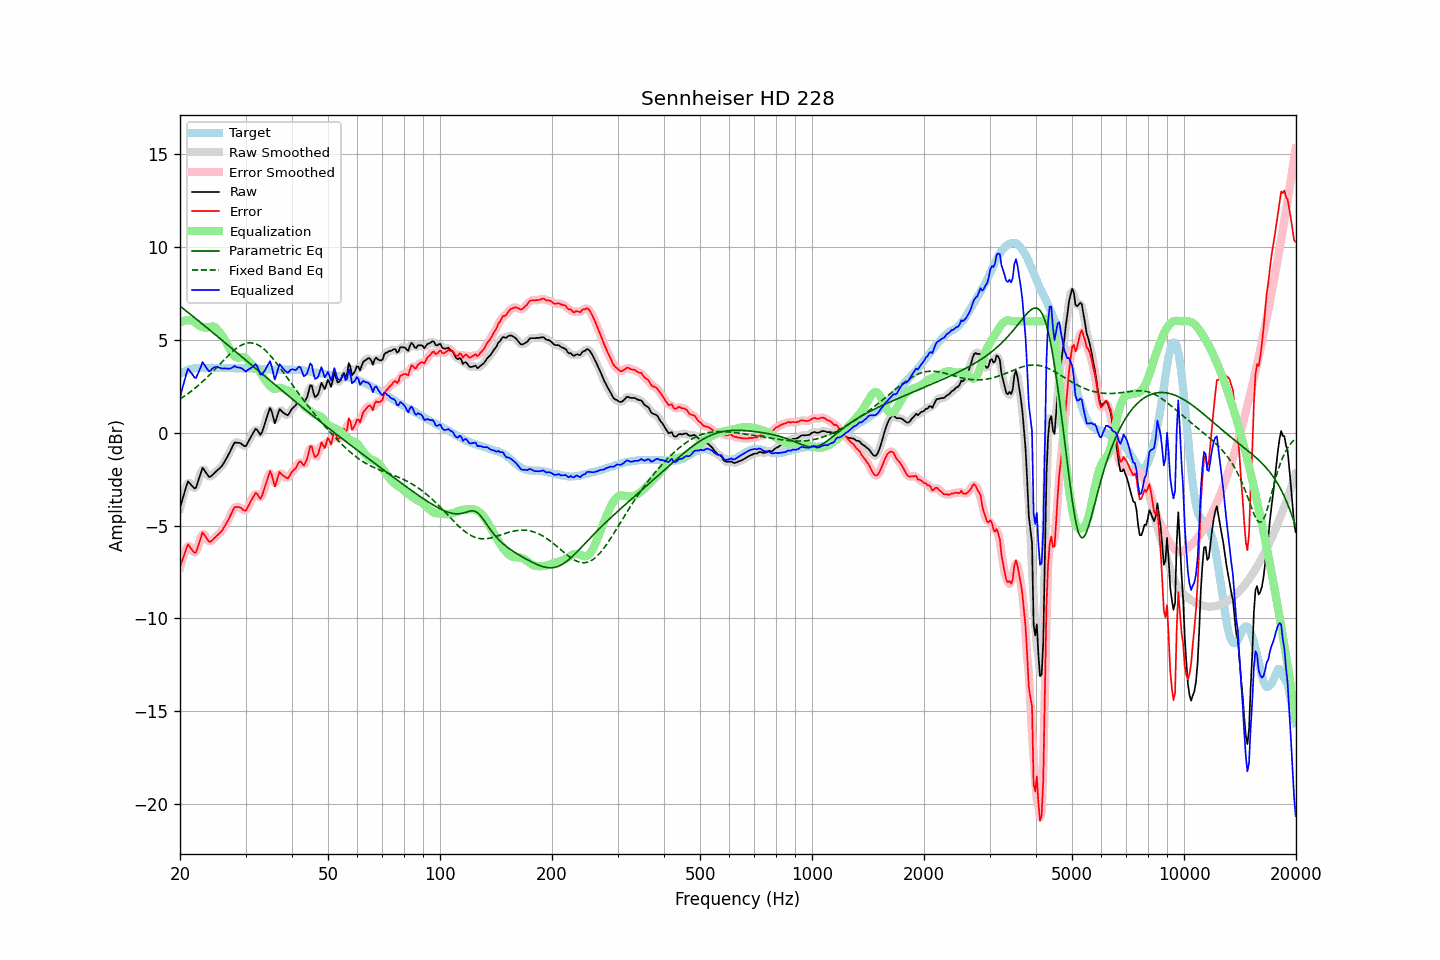 Sennheiser HD 228
Target
Raw Smoothed
Error Smoothed
Raw
Error
Equalization
Parametric Eq
Fixed Band Eq
Equalized
15
10
5
0
−5
−10
−15
−20
Amplitude (dBr)
20
50
100
200
500
1000
2000
5000
10000
20000
Frequency (Hz)